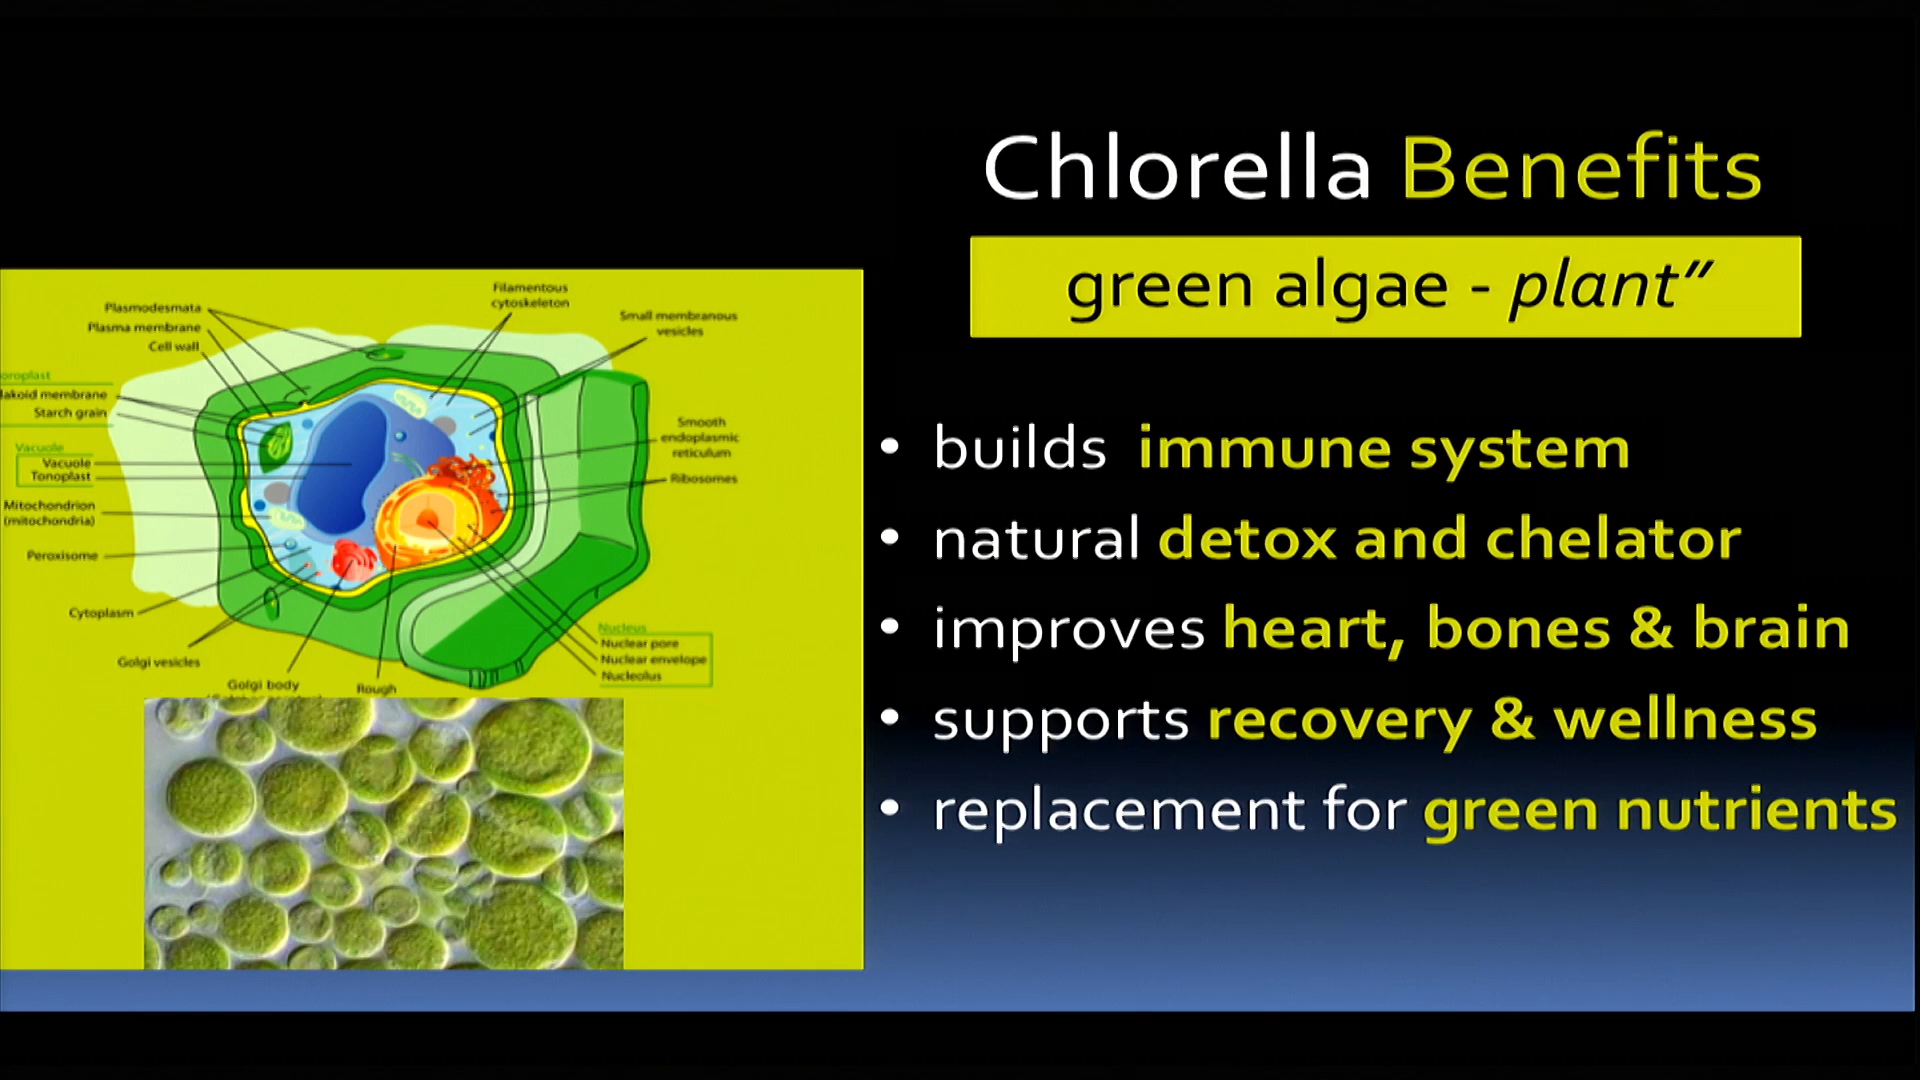 Chlorella Benefits
green algae - plant”
• builds immune system
• natural detox and chelator
• improves heart, bones & brain
• supports recovery & wellness
• replacement for green nutrients
Filamentous
cytoskeleton
Small membranous
vesicles
Plasmodesmata
Plasma membrane
Cell wall
oroplast
lakoid membrane
Starch grain
Vacuole
Vacuole
Tonoplast
Mitochondrion
(mitochondria)
Peroxisome
Cytoplasm
Golgi vesicles
Golgi body
Rough
Smooth
endoplasmic
reticulum
Ribosomes
Nucleus
Nuclear pore
Nuclear envelope
Nucleolus